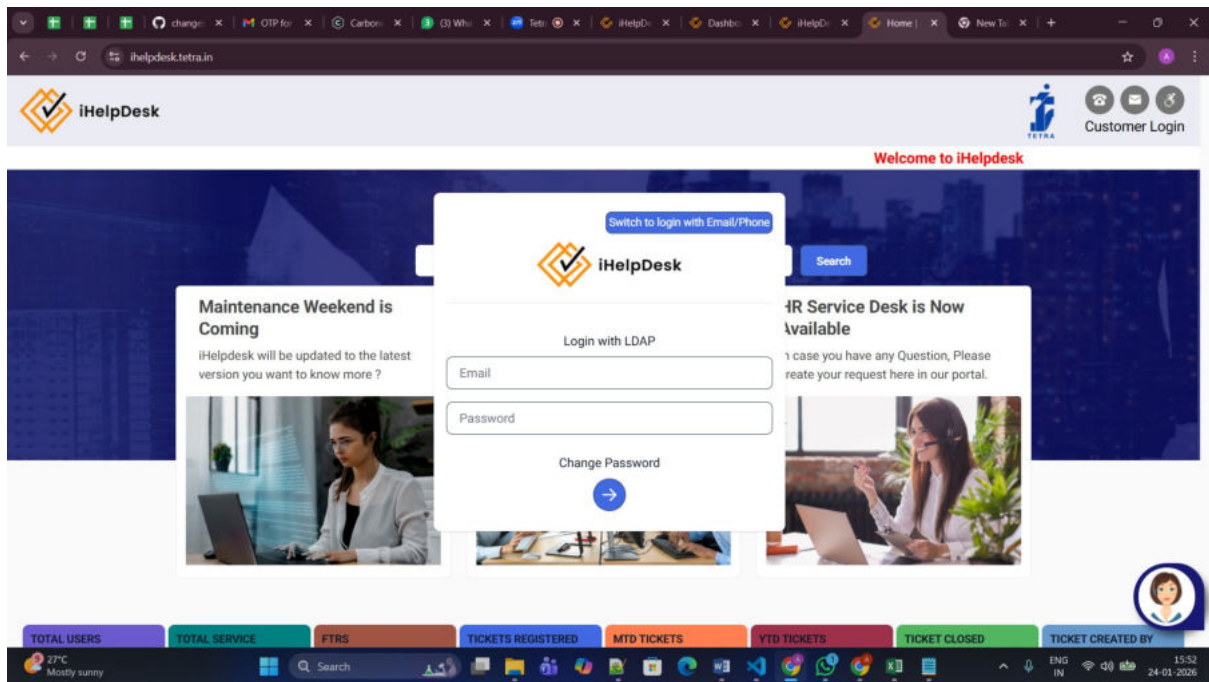 change
OTP for
Carbon
(3) Wha
Tetr
iHelpDe
Dashbo
iHelpDe
Home |
New Ta
ihelpdesk.tetra.in
A
iHelpDesk
TETRA
Customer Login
Welcome to iHelpdesk
Switch to login with Email/Phone
iHelpDesk
Search
Maintenance Weekend is
Coming
iHelpdesk will be updated to the latest
version you want to know more ?
Login with LDAP
Email
Password
Change Password
HR Service Desk is Now
Available
case you have any Question, Please
create your request here in our portal.
TOTAL USERS
TOTAL SERVICE
FTRS
TICKETS REGISTERED
MTD TICKETS
YTD TICKETS
TICKET CLOSED
TICKET CREATED BY
27°C
Mostly sunny
Search
ENG
IN
15:52
24-01-2026